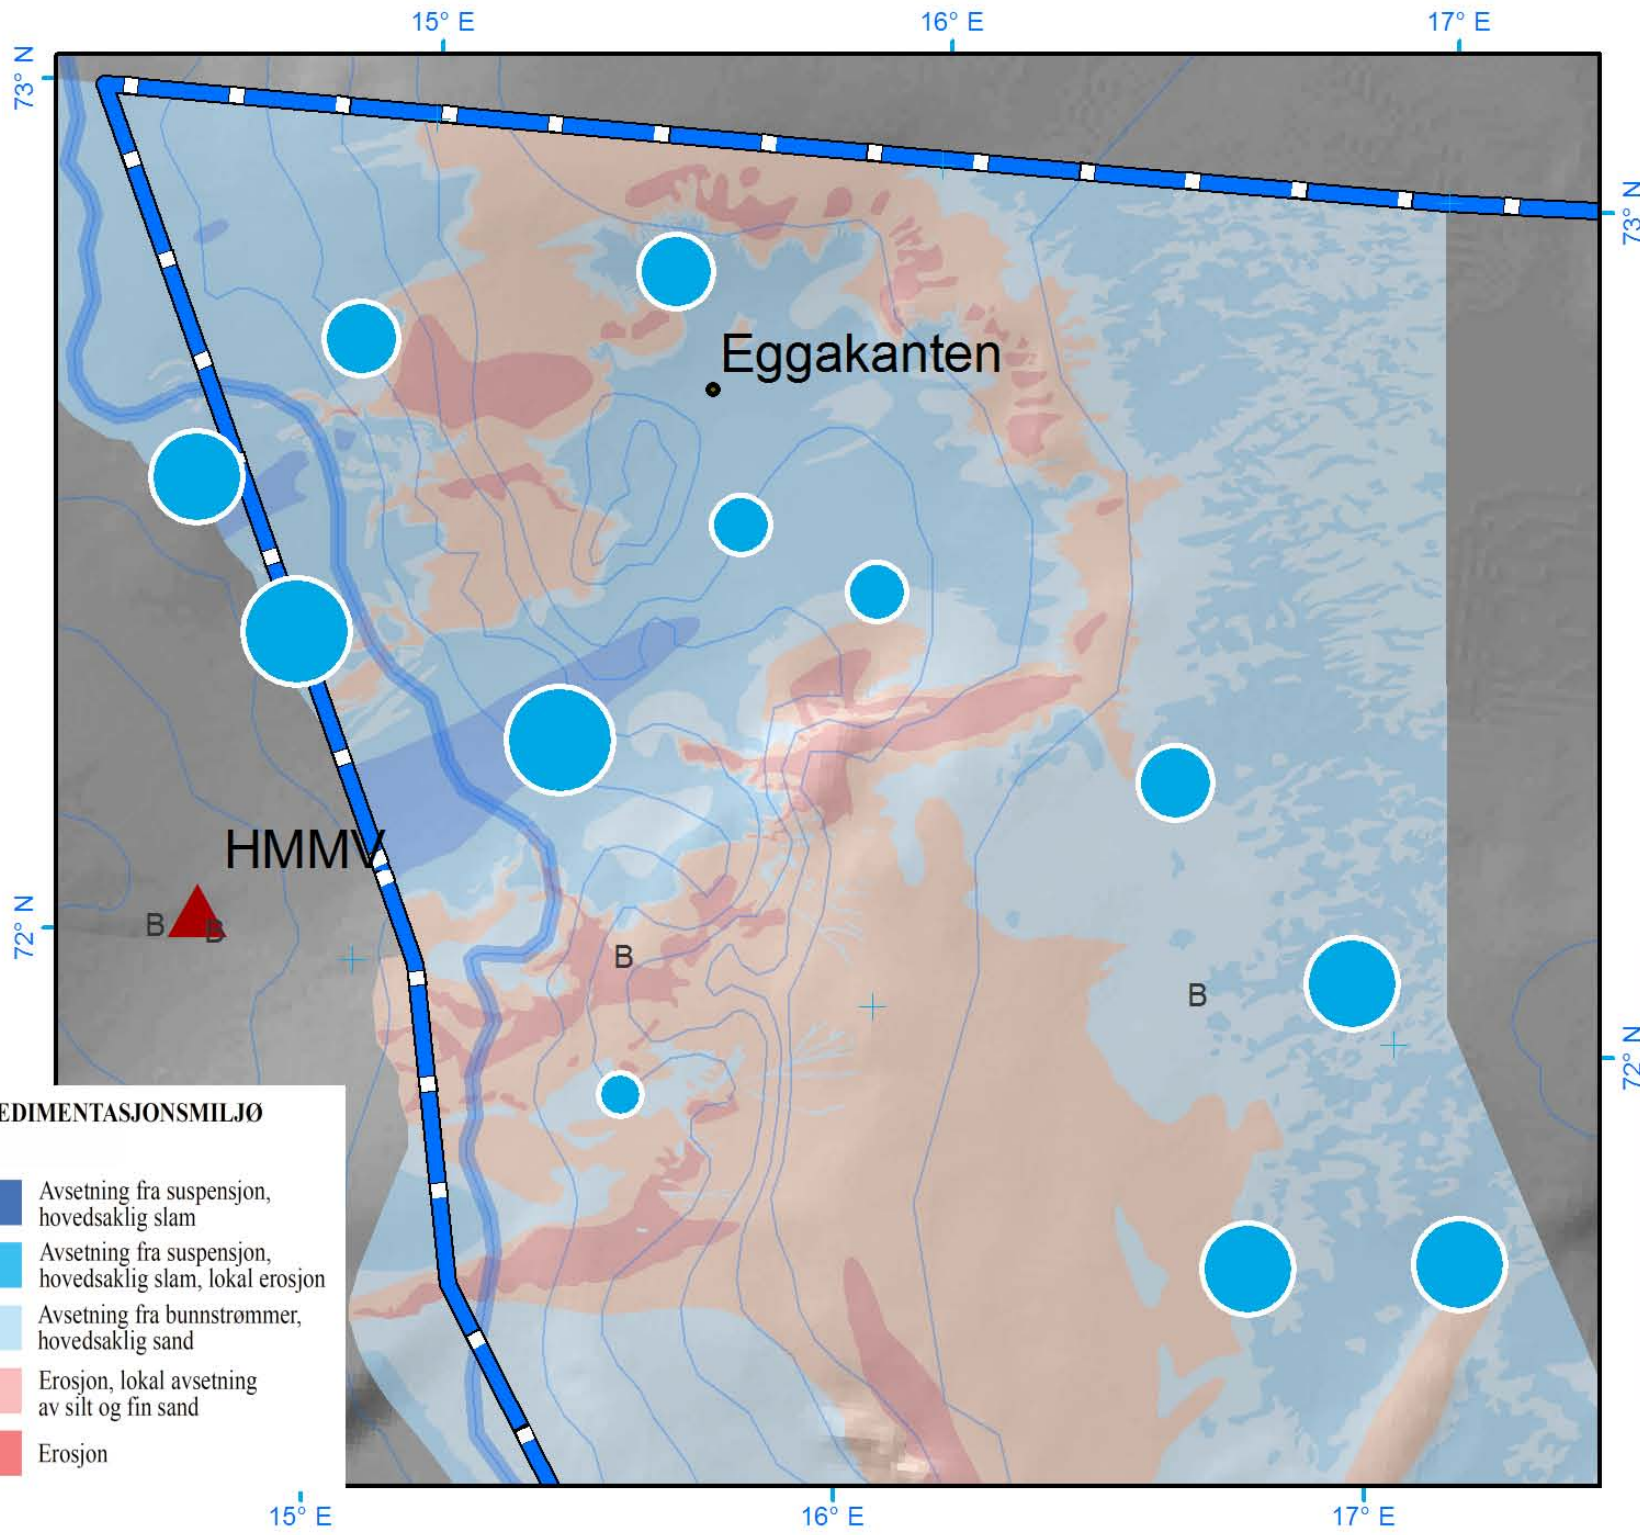 15° E 16° E 17° E
73° N
73° N
Eggakanten
HMMV
B B
B
B
72° N
72° N
EDIMENTASJONSMILJØ
Avsetning fra suspensjon,
hovedsaklig slam
Avsetning fra suspensjon,
hovedsaklig slam, lokal erosjon
Avsetning fra bunnstrømmer,
hovedsaklig sand
Erosjon, lokal avsetning
av silt og fin sand
Erosjon
15° E 16° E 17° E